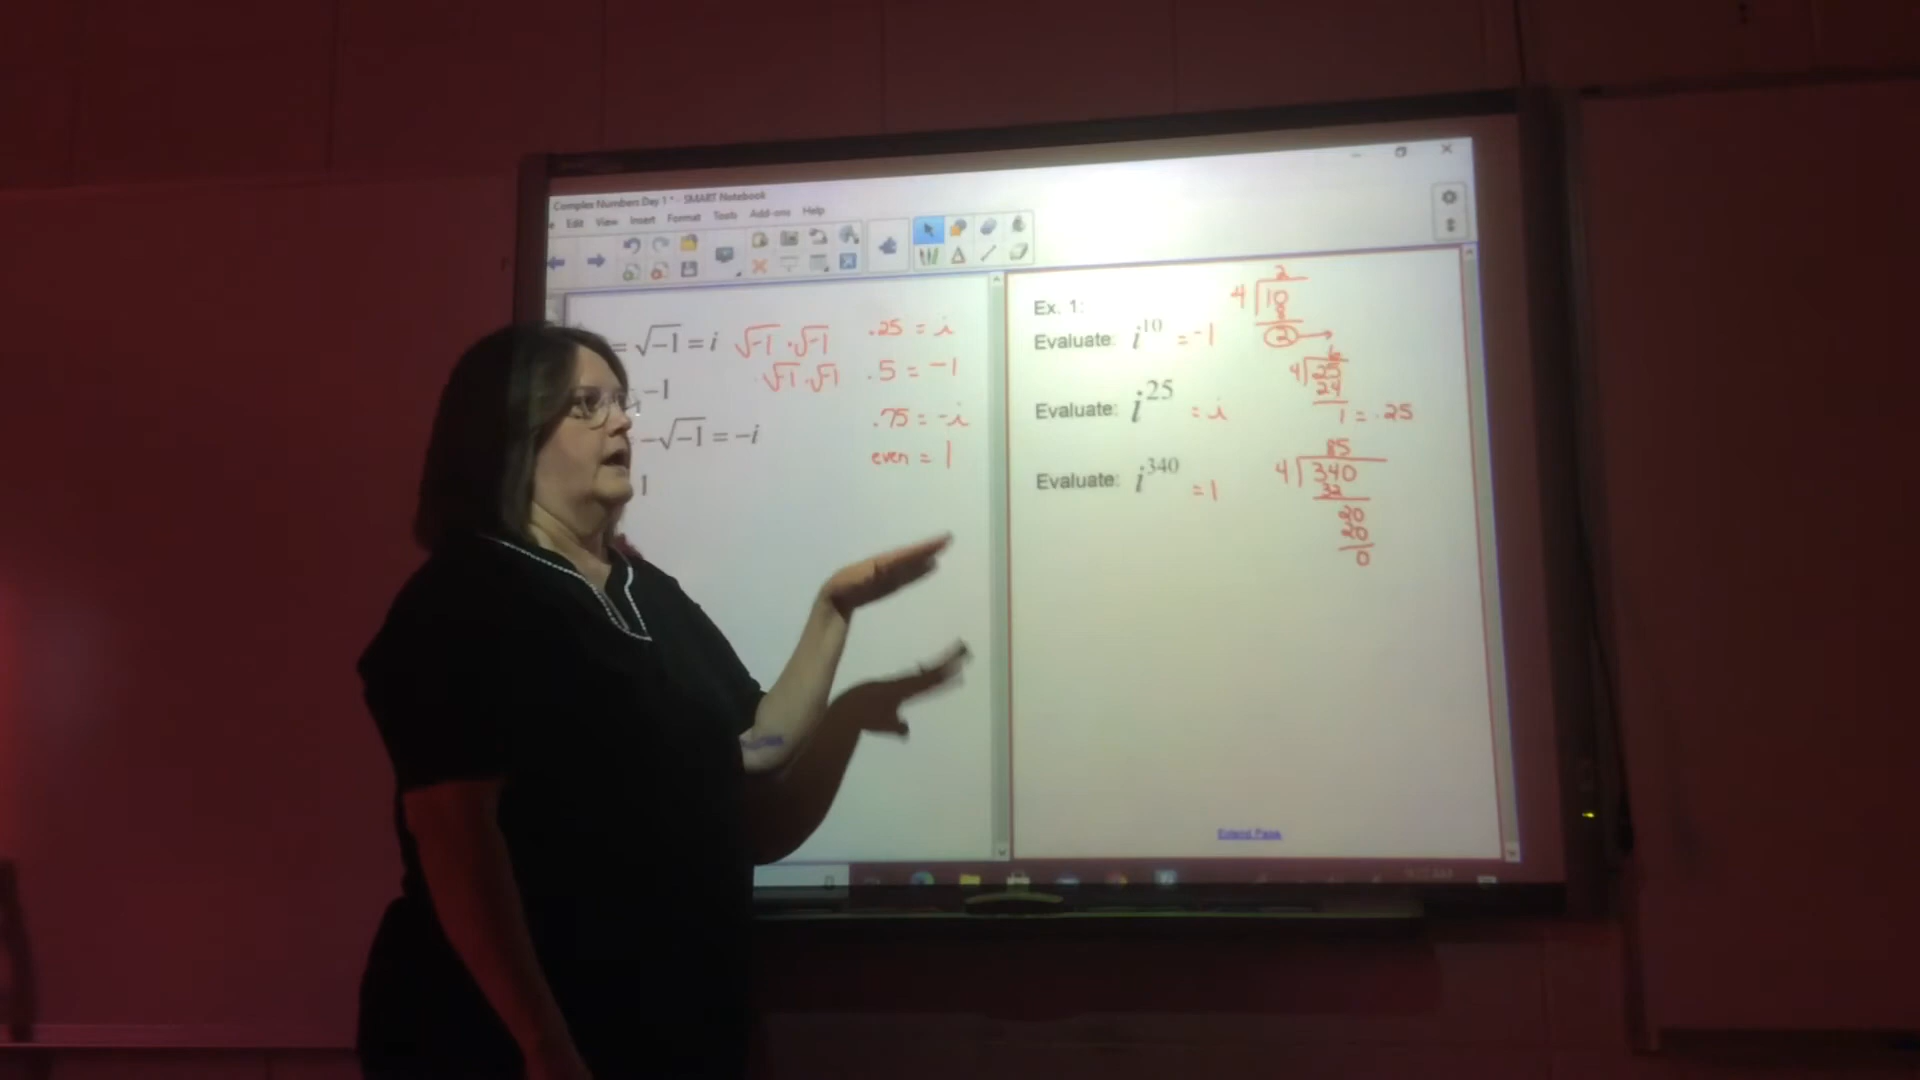 Complex Numbers Day 1 * - SMART Notebook
Edit View Insert Format Tools Add-ons Help
= √-1 = i √-1 · √-1
· √-1 · √-1
-1
-√-1 = -i
1
.25 = i
.5 = -1
.75 = -i
even = 1
Ex. 1:
Evaluate: i^10 = -1
2
4 10
8
2
Evaluate: i^25 = i
6
4 25
24
1 = .25
Evaluate: i^340 = 1
85
4 340
32
20
20
0
Extend Page